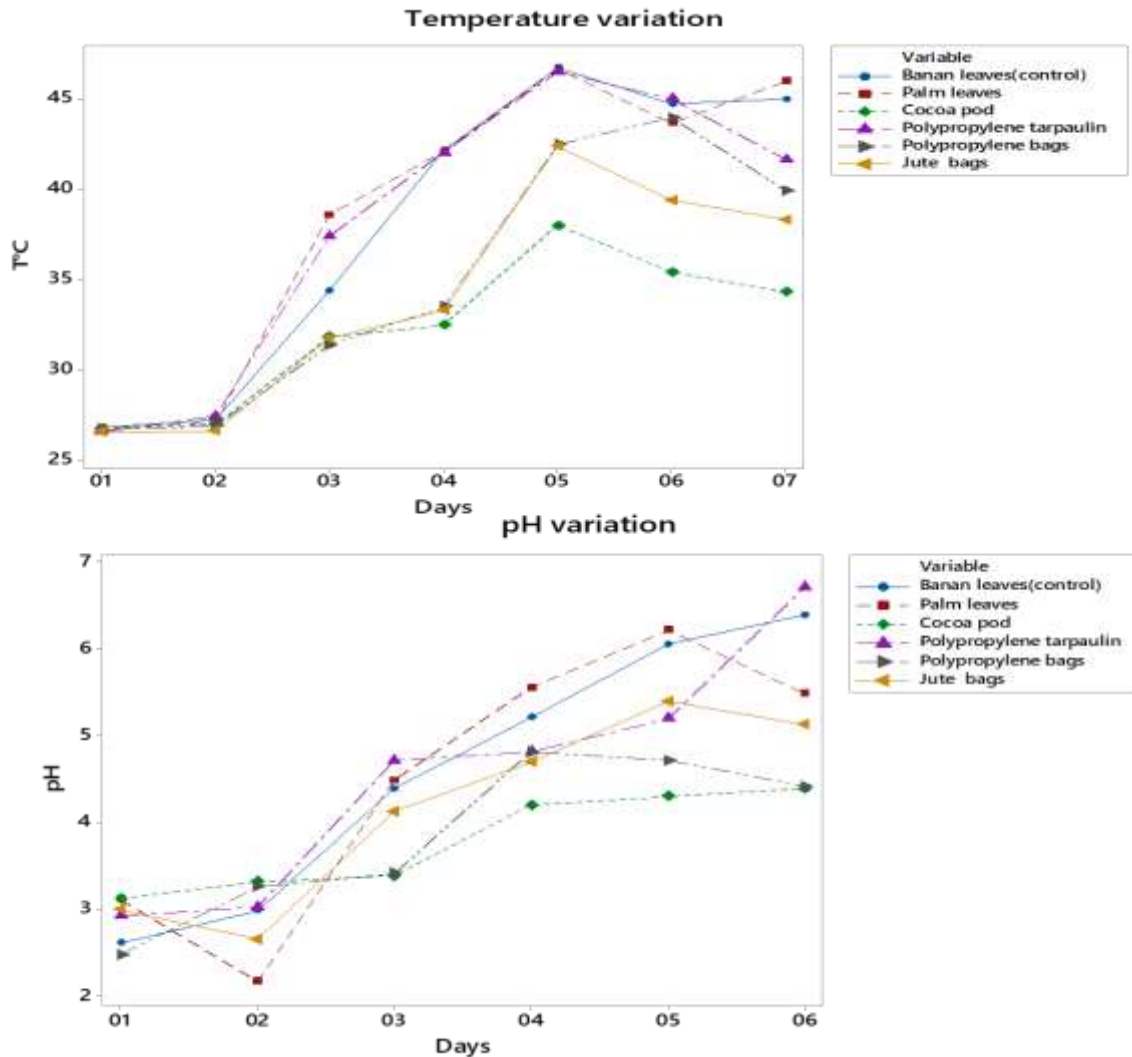 Temperature variation
Variable
Banan leaves(control)
Palm leaves
Cocoa pod
Polypropylene tarpaulin
Polypropylene bags
Jute bags
45
40
35
30
25
T°C
01 02 03 04 05 06 07
Days
pH variation
Variable
Banan leaves(control)
Palm leaves
Cocoa pod
Polypropylene tarpaulin
Polypropylene bags
Jute bags
7
6
5
4
3
2
pH
01 02 03 04 05 06
Days